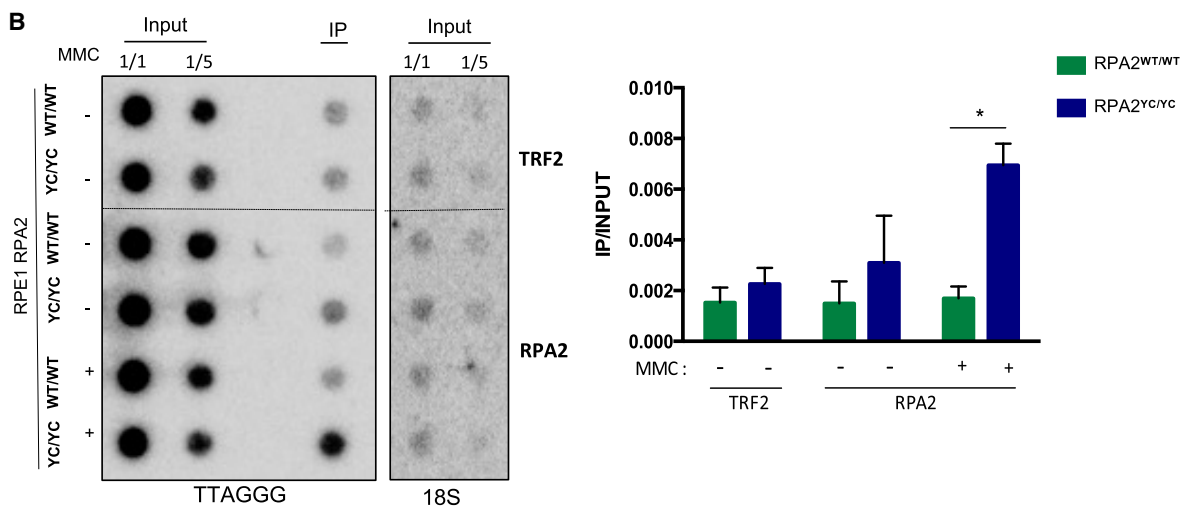 B
Input IP Input
MMC 1/1 1/5 1/1 1/5
RPE1 RPA2
WT/WT -
YC/YC -
TRF2
WT/WT -
YC/YC -
RPA2
WT/WT +
YC/YC +
TTAGGG 18S
RPA2WT/WT
RPA2YC/YC
IP/INPUT
0.010
0.008
0.006
0.004
0.002
0.000
*
MMC : - - - - + +
TRF2 RPA2